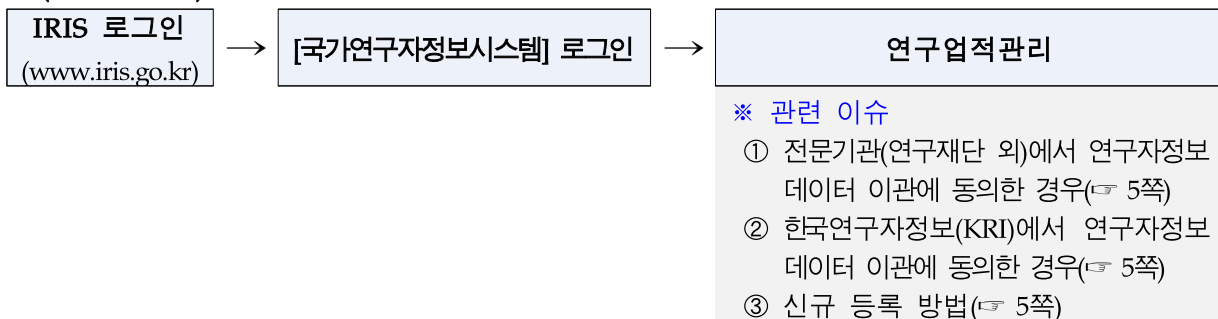 IRIS 로그인
(www.iris.go.kr)
→ [국가연구자정보시스템] 로그인 →
연구업적관리
※ 관련 이슈
① 전문기관(연구재단 외)에서 연구자정보
데이터 이관에 동의한 경우(☞ 5쪽)
② 한국연구자정보(KRI)에서 연구자정보
데이터 이관에 동의한 경우(☞ 5쪽)
③ 신규 등록 방법(☞ 5쪽)